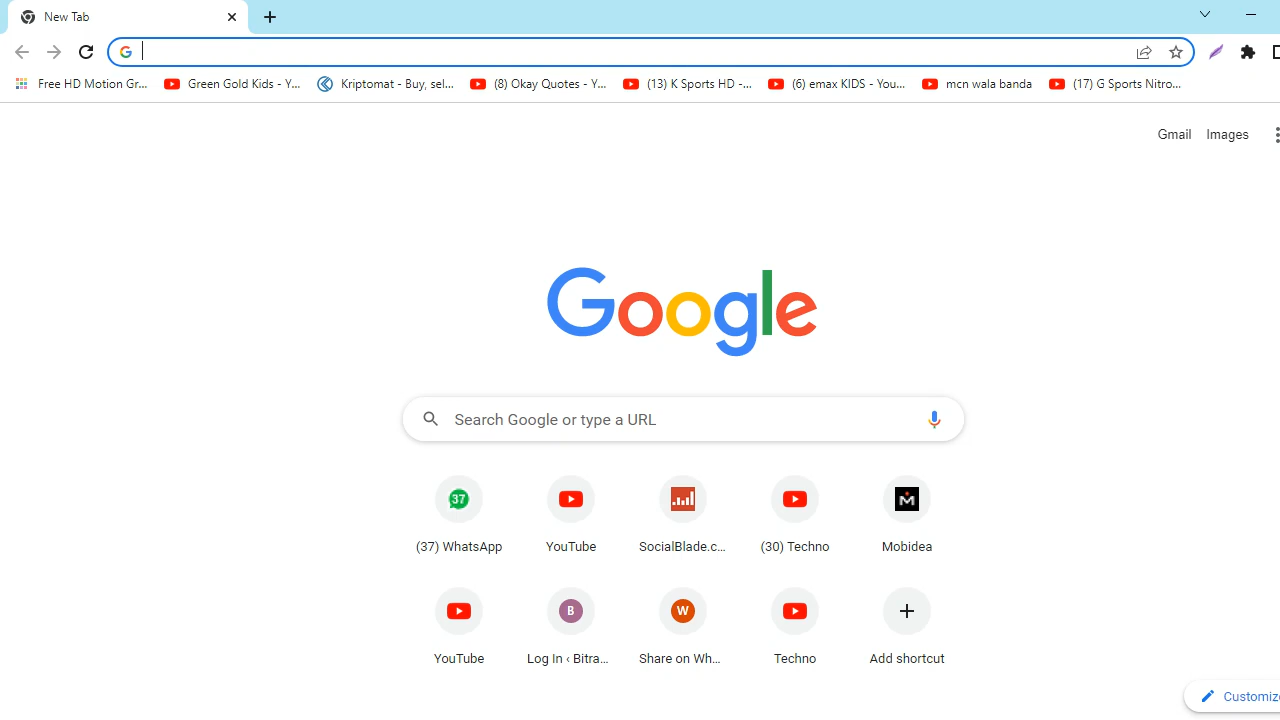 New Tab
Free HD Motion Gr...
Green Gold Kids - Y...
Kriptomat - Buy, sel...
(8) Okay Quotes - Y...
(13) K Sports HD -...
(6) emax KIDS - You...
mcn wala banda
(17) G Sports Nitro...
Gmail
Images
Google
Search Google or type a URL
37
M
(37) WhatsApp
YouTube
SocialBlade.c...
(30) Techno
Mobidea
B
W
YouTube
Log In ‹ Bitra...
Share on Wh...
Techno
Add shortcut
Customize